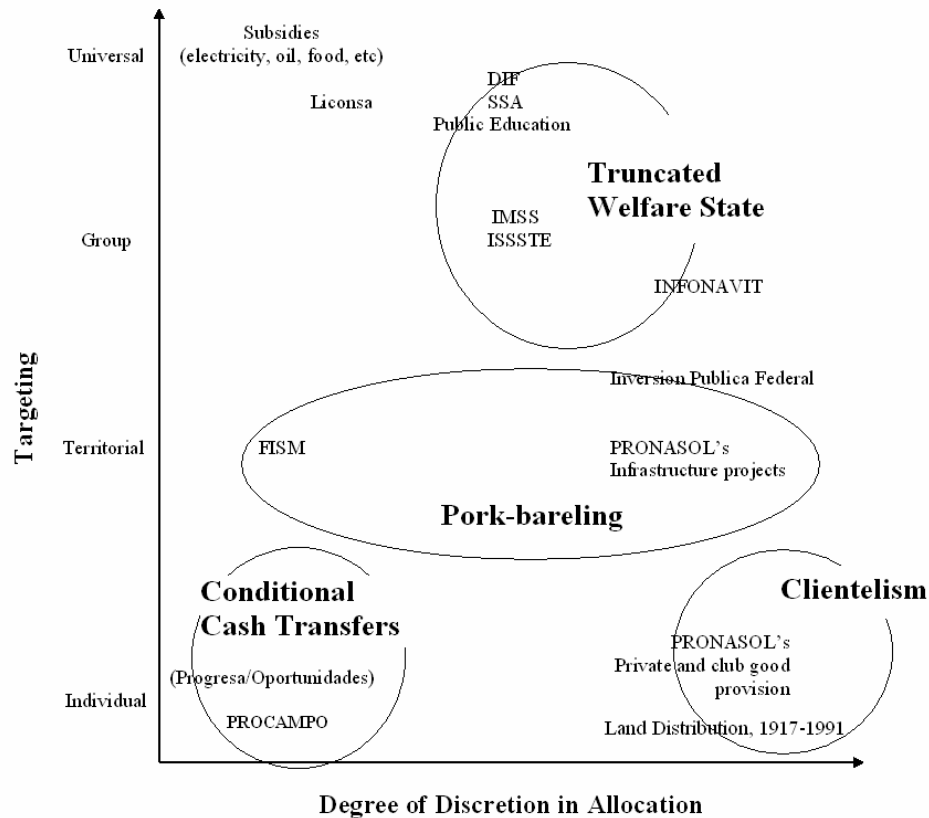 Subsidies
Universal
(electricity, oil, food, etc)
DIF
Liconsa
SSA
Public Education
Truncated
Welfare State
IMSS
Group
ISSSTE
INFONAVIT
Inversion Publica Federal
Targeting
Territorial
FISM
PRONASOL's
Infrastructure projects
Pork-bareling
Conditional
Cash Transfers
Clientelism
PRONASOL's
Private and club good
provision
(Progresa/Oportunidades)
Individual
PROCAMPO
Land Distribution, 1917-1991
Degree of Discretion in Allocation